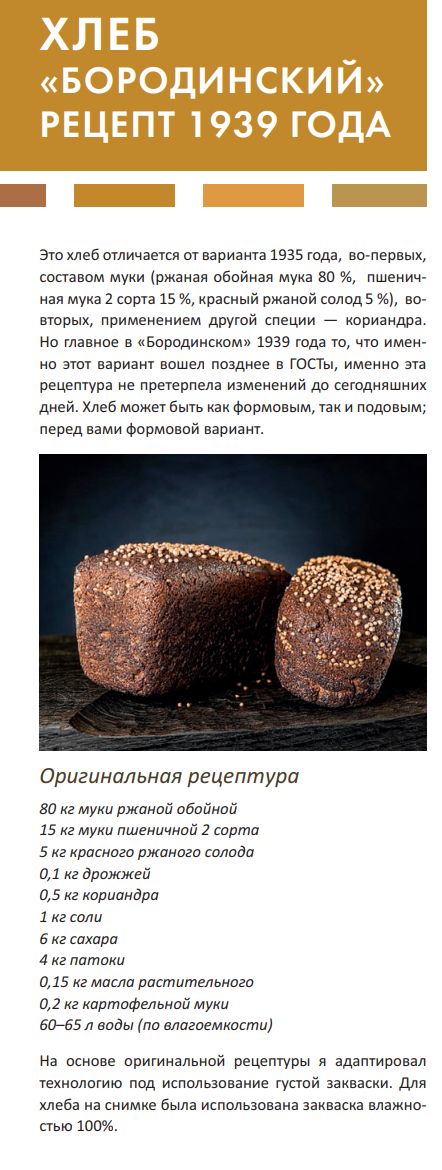 ХЛЕБ
«БОРОДИНСКИЙ»
РЕЦЕПТ 1939 ГОДА
Это хлеб отличается от варианта 1935 года, во-первых,
составом муки (ржаная обойная мука 80 %, пшенич-
ная мука 2 сорта 15 %, красный ржаной солод 5 %), во-
вторых, применением другой специи — кориандра.
Но главное в «Бородинском» 1939 года то, что имен-
но этот вариант вошел позднее в ГОСТы, именно эта
рецептура не претерпела изменений до сегодняшних
дней. Хлеб может быть как формовым, так и подовым;
перед вами формовой вариант.
Оригинальная рецептура
80 кг муки ржаной обойной
15 кг муки пшеничной 2 сорта
5 кг красного ржаного солода
0,1 кг дрожжей
0,5 кг кориандра
1 кг соли
6 кг сахара
4 кг патоки
0,15 кг масла растительного
0,2 кг картофельной муки
60–65 л воды (по влагоемкости)
На основе оригинальной рецептуры я адаптировал
технологию под использование густой закваски. Для
хлеба на снимке была использована закваска влажно-
стью 100%.